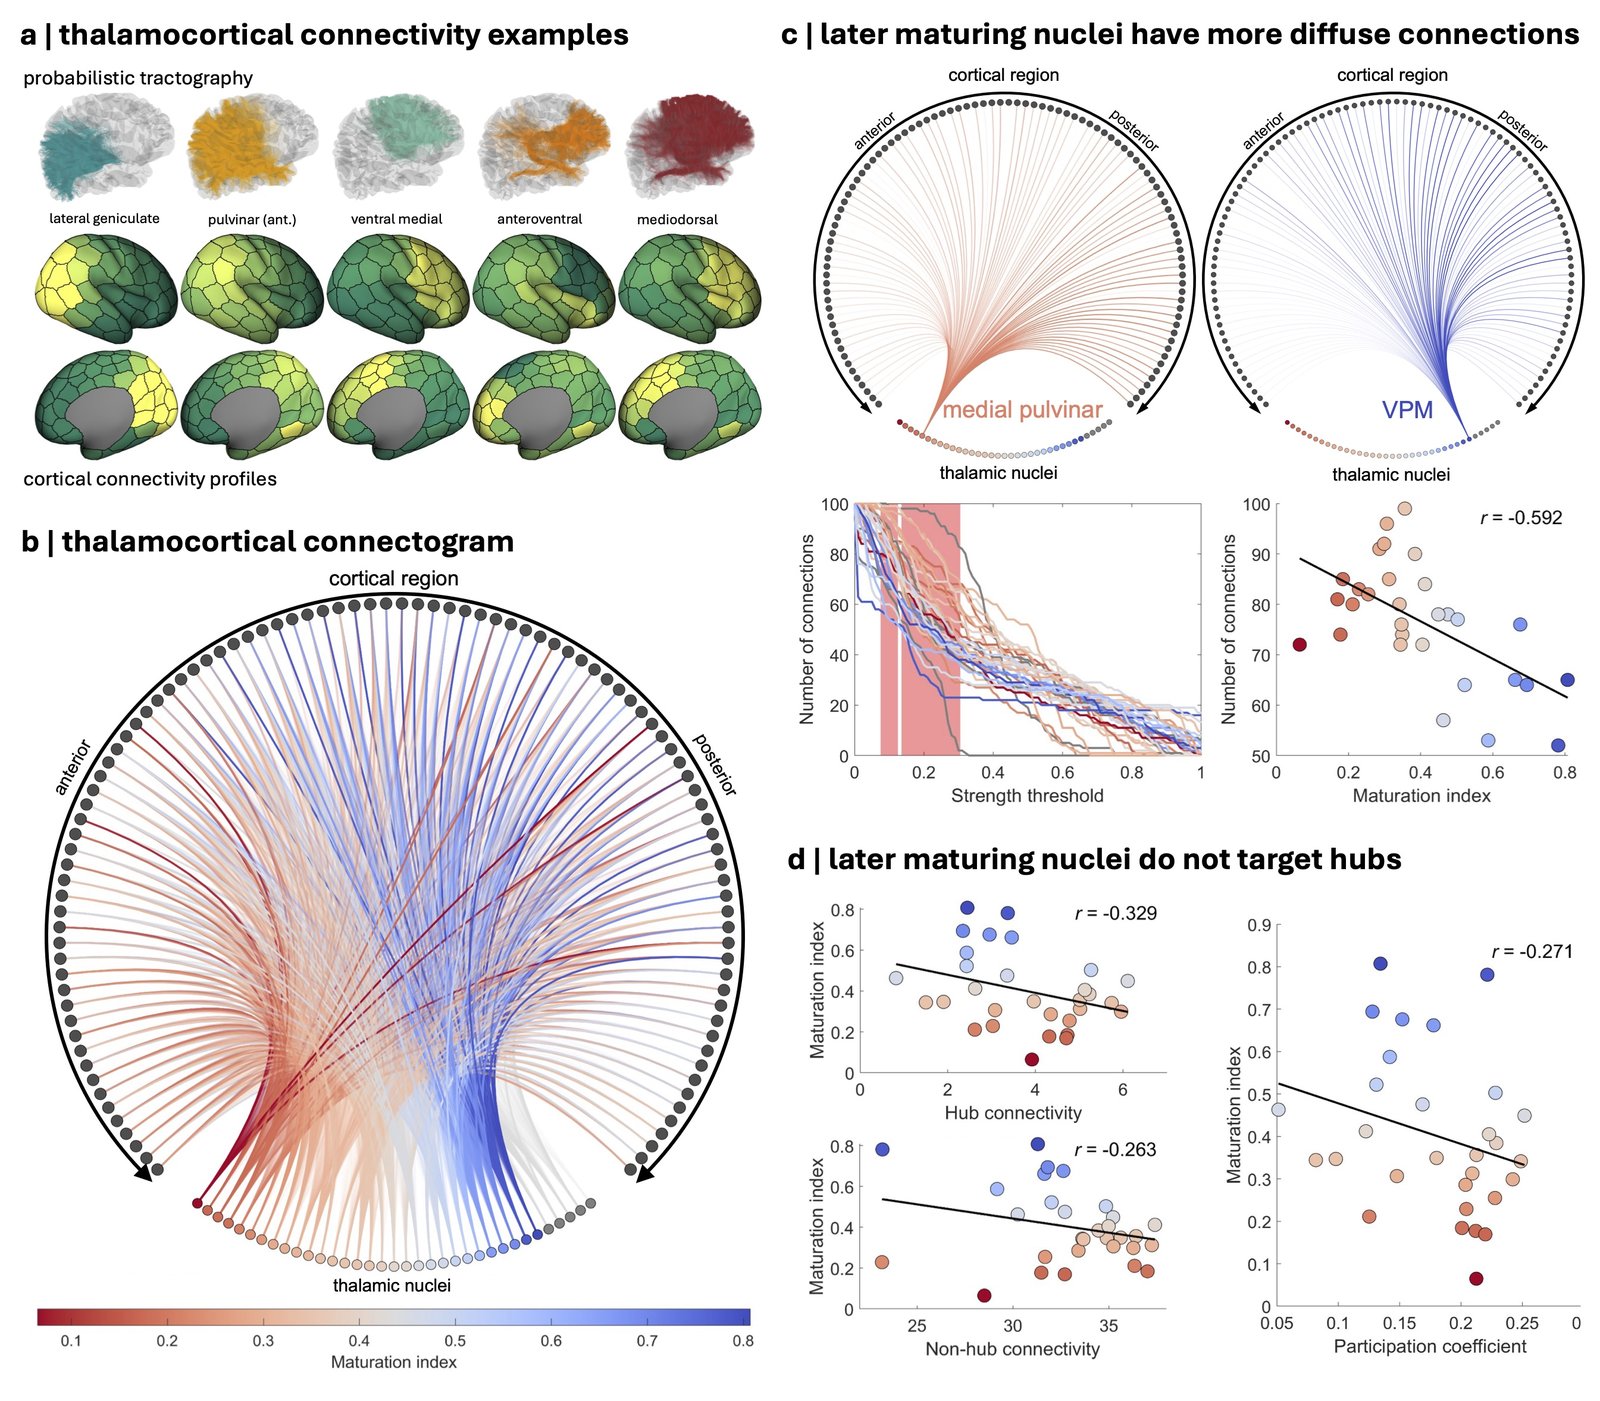 a | thalamocortical connectivity examples
probabilistic tractography
lateral geniculate
pulvinar (ant.)
ventral medial
anteroventral
mediodorsal
cortical connectivity profiles
b | thalamocortical connectogram
cortical region
anterior
posterior
thalamic nuclei
0.1 0.2 0.3 0.4 0.5 0.6 0.7 0.8
Maturation index
c | later maturing nuclei have more diffuse connections
cortical region
anterior
posterior
medial pulvinar
thalamic nuclei
cortical region
anterior
posterior
VPM
thalamic nuclei
Number of connections
100
80
60
40
20
0
0 0.2 0.4 0.6 0.8 1
Strength threshold
r = -0.592
Number of connections
100
90
80
70
60
50
0 0.2 0.4 0.6 0.8
Maturation index
d | later maturing nuclei do not target hubs
r = -0.329
Maturation index
0.8
0.6
0.4
0.2
0
0 2 4 6
Hub connectivity
r = -0.263
Maturation index
0.8
0.6
0.4
0.2
0
25 30 35
Non-hub connectivity
r = -0.271
Maturation index
0.9
0.8
0.7
0.6
0.5
0.4
0.3
0.2
0.1
0
0.05 0.1 0.15 0.2 0.25 0
Participation coefficient